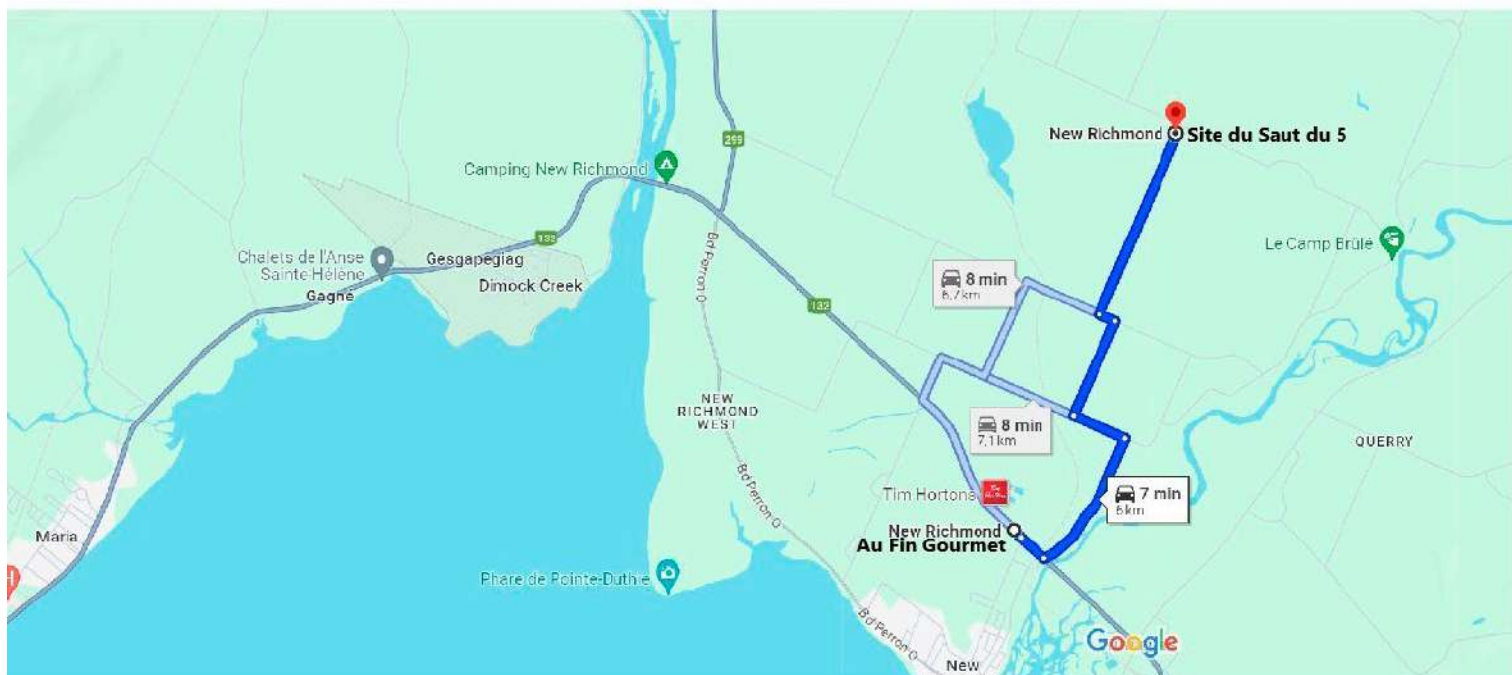 New Richmond
Site du Saut du 5
299
Camping New Richmond
132
Le Camp Brûlé
Chalets de l'Anse
Sainte-Hélène
Gesgapegiag
Gagné
Dimock Creek
8 min
6,7 km
132
NEW
RICHMOND
WEST
Bd Perron O
8 min
7,1 km
QUERRY
Tim Hortons
7 min
6 km
Bd Perron O
New Richmond
Au Fin Gourmet
Maria
H
Phare de Pointe-Duthie
Bd Perron O
Google
New